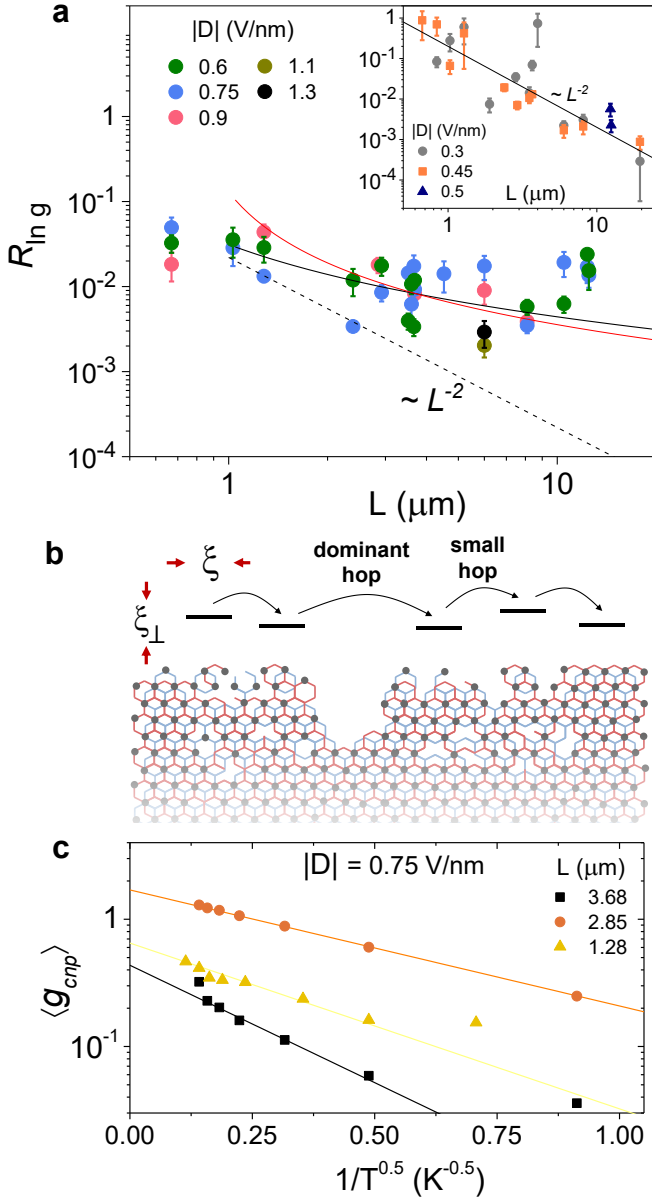 a
|D| (V/nm)
0.6
0.75
0.9
1.1
1.3
1
10⁻¹
10⁻²
10⁻³
10⁻⁴
R_ln g
1
10
L (μm)
~ L⁻²
1
10⁻¹
10⁻²
10⁻³
10⁻⁴
~ L⁻²
|D| (V/nm)
0.3
0.45
0.5
1
10
L (μm)
b
ξ
dominant
hop
small
hop
ξ⊥
c
|D| = 0.75 V/nm
L (μm)
3.68
2.85
1.28
1
10⁻¹
⟨g_cnp⟩
0.00
0.25
0.50
0.75
1.00
1/T^0.5 (K^-0.5)